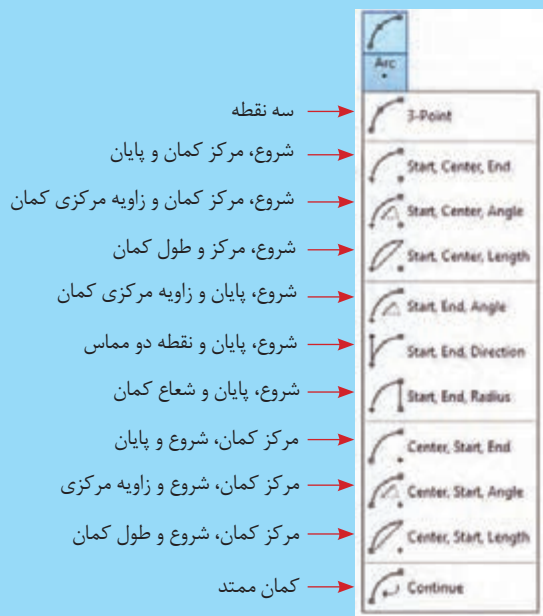 Arc
سه نقطه
3-Point
شروع، مرکز کمان و پایان
Start, Center, End
شروع، مرکز کمان و زاویه مرکزی کمان
Start, Center, Angle
شروع، مرکز و طول کمان
Start, Center, Length
شروع، پایان و زاویه مرکزی کمان
Start, End, Angle
شروع، پایان و نقطه دو مماس
Start, End, Direction
شروع، پایان و شعاع کمان
Start, End, Radius
مرکز کمان، شروع و پایان
Center, Start, End
مرکز کمان، شروع و زاویه مرکزی
Center, Start, Angle
مرکز کمان، شروع و طول کمان
Center, Start, Length
کمان ممتد
Continue